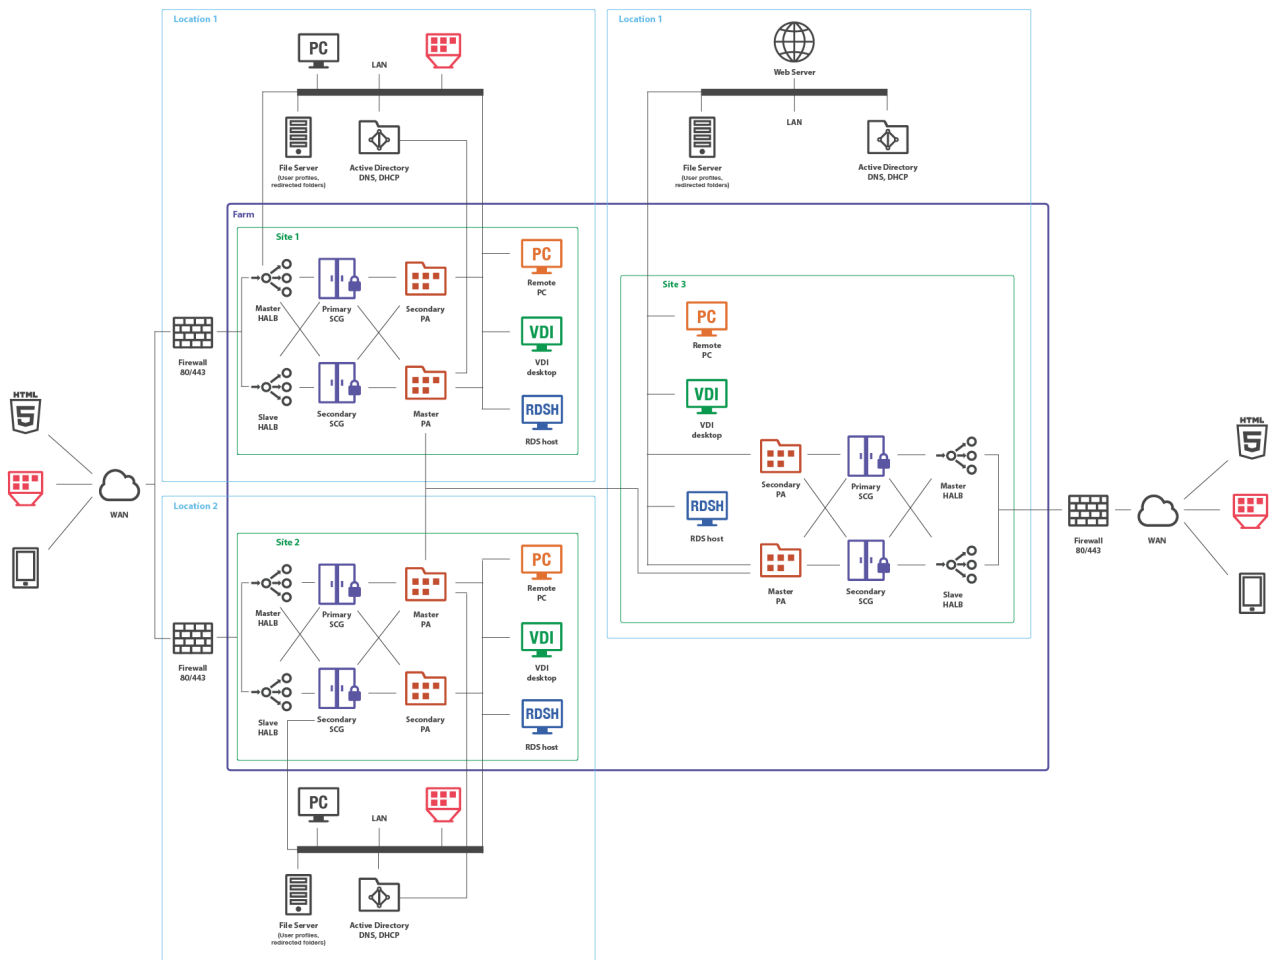 Location 1
PC
LAN
File Server
(User profiles,
redirected folders)
Active Directory
DNS, DHCP
Location 1
Web Server
LAN
File Server
(User profiles,
redirected folders)
Active Directory
DNS, DHCP
Farm
Site 1
Master
HALB
Primary
SCG
Secondary
PA
PC
Remote
PC
Slave
HALB
Secondary
SCG
Master
PA
VDI
VDI
desktop
RDSH
RDS host
Firewall
80/443
HTML
5
WAN
Location 2
Site 2
Master
HALB
Primary
SCG
Master
PA
PC
Remote
PC
Slave
HALB
Secondary
SCG
Secondary
PA
VDI
VDI
desktop
RDSH
RDS host
Firewall
80/443
PC
LAN
File Server
(User profiles,
redirected folders)
Active Directory
DNS, DHCP
Site 3
PC
Remote
PC
VDI
VDI
desktop
RDSH
RDS host
Secondary
PA
Primary
SCG
Master
HALB
Master
PA
Secondary
SCG
Slave
HALB
Firewall
80/443
WAN
HTML
5